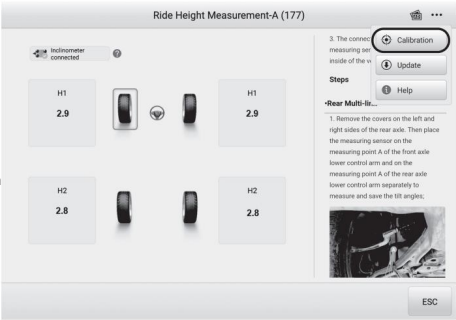 Ride Height Measurement-A (177)
Inclinometer
connected
H1
2.9
H1
2.9
H2
2.8
H2
2.8
3. The connec
measuring ser
inside of the v
Steps
•Rear Multi-lin...
1. Remove the covers on the left and
right sides of the rear axle. Then place
the measuring sensor on the
measuring point A of the front axle
lower control arm and on the
measuring point A of the rear axle
lower control arm separately to
measure and save the tilt angles;
Calibration
Update
Help
ESC